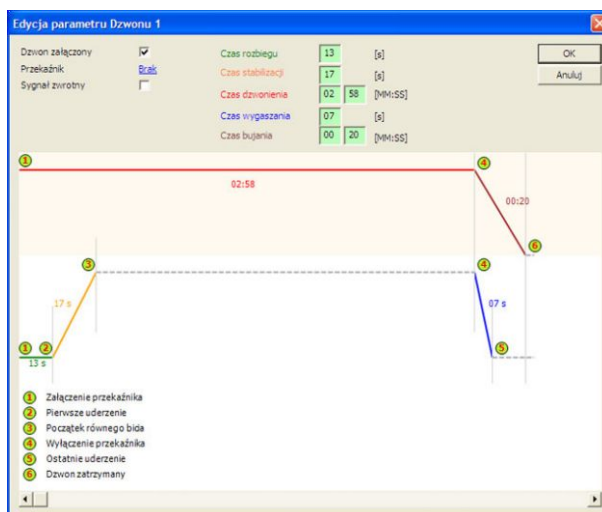 Edycja parametru Dzwonu 1
Dzwon załączony
Przekaźnik Brak
Sygnał zwrotny
Czas rozbiegu 13 [s]
Czas stabilizacji 17 [s]
Czas dzwonienia 02 58 [MM:SS]
Czas wygaszania 07 [s]
Czas bujania 00 20 [MM:SS]
OK
Anuluj
1 4
02:58
00:20
6
3 4
17 s 07 s
1 2 5
13 s
1 Załączenie przekaźnika
2 Pierwsze uderzenie
3 Początek równego bicia
4 Wyłączenie przekaźnika
5 Ostatnie uderzenie
6 Dzwon zatrzymany